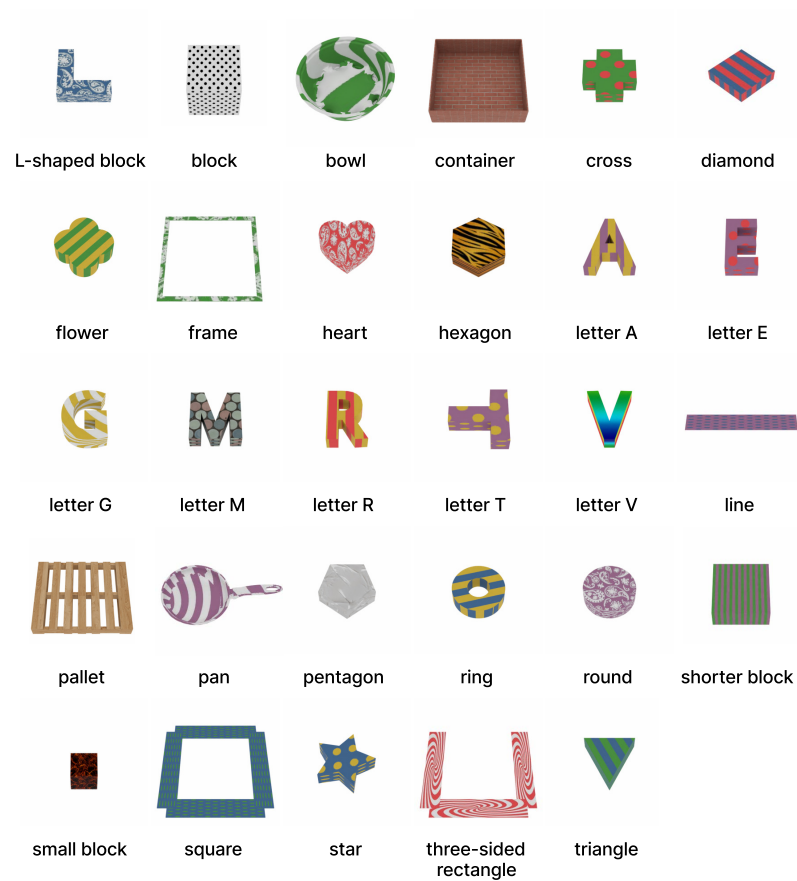 L-shaped block block bowl container cross diamond
flower frame heart hexagon letter A letter E
letter G letter M letter R letter T letter V line
pallet pan pentagon ring round shorter block
small block square star three-sided rectangle triangle